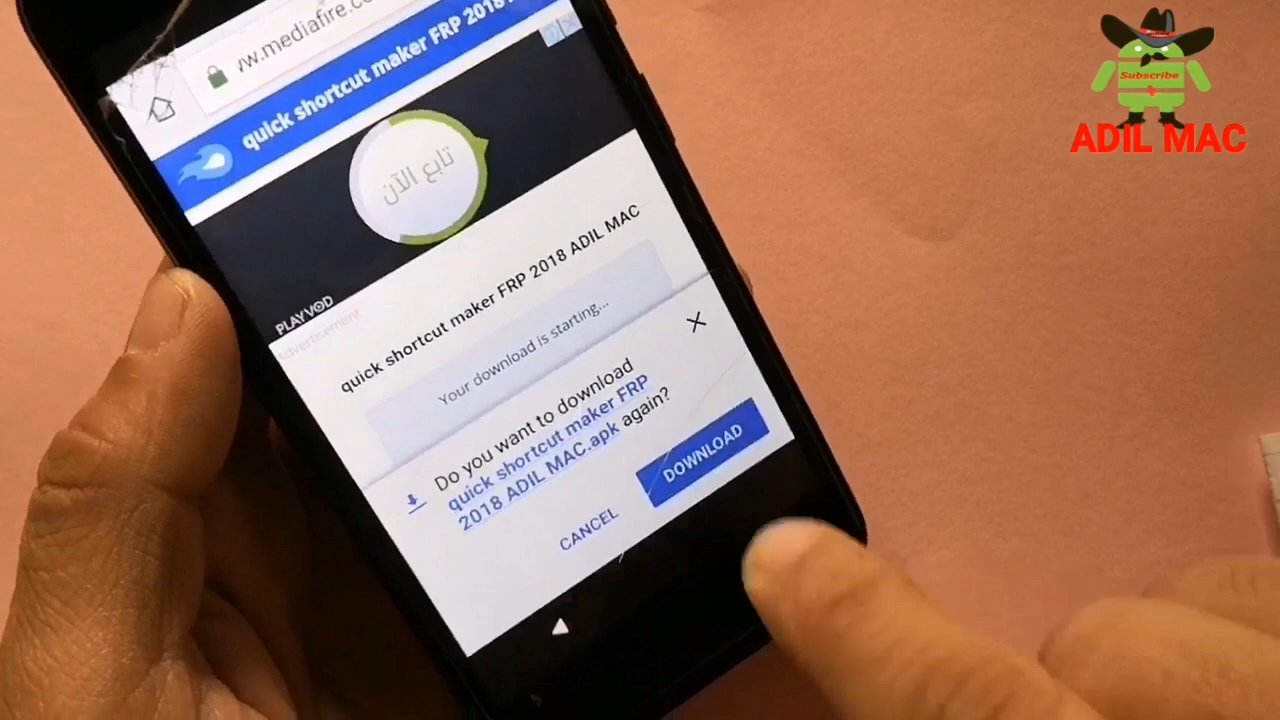 /w.mediafire.co
quick shortcut maker FRP 2018
تابع الآن
PLAYVOD
Advertisement
quick shortcut maker FRP 2018 ADIL MAC
Your download is starting...
Do you want to download
quick shortcut maker FRP
2018 ADIL MAC.apk again?
CANCEL
DOWNLOAD
Subscribe
ADIL MAC